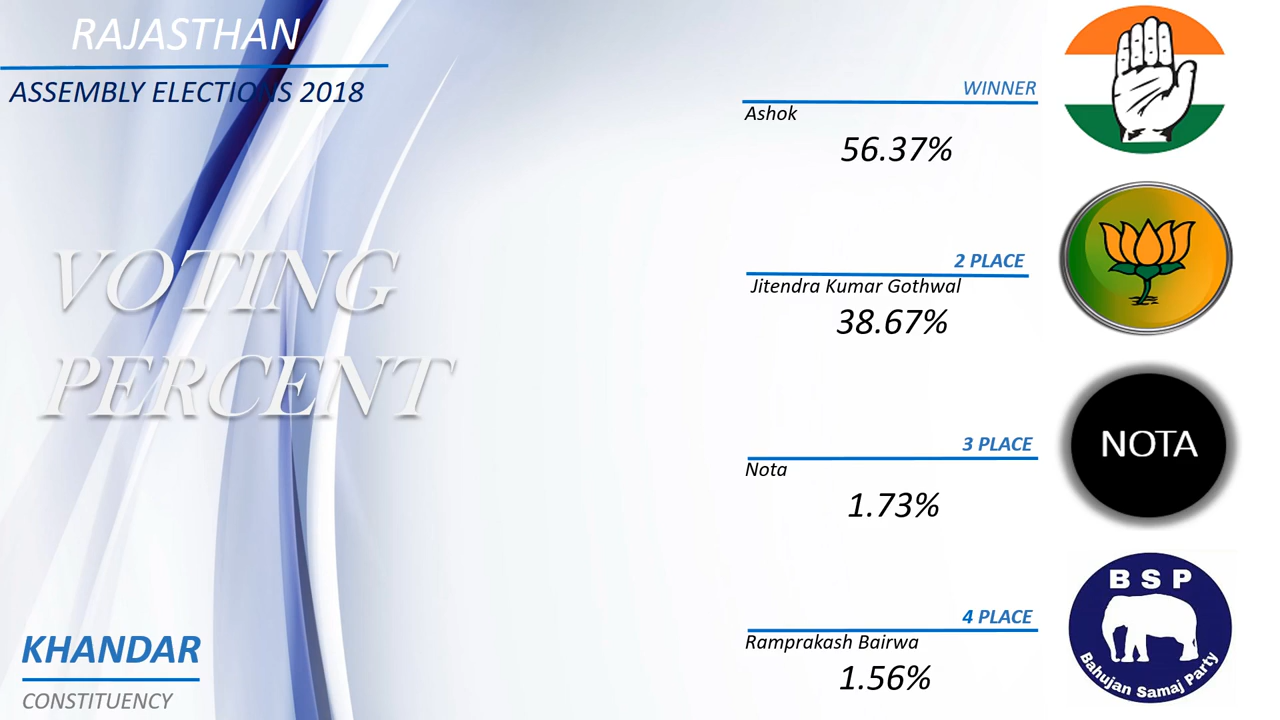 RAJASTHAN
ASSEMBLY ELECTIONS 2018
VOTING
PERCENT
KHANDAR
CONSTITUENCY
WINNER
Ashok
56.37%
2 PLACE
Jitendra Kumar Gothwal
38.67%
3 PLACE
Nota
1.73%
NOTA
4 PLACE
Ramprakash Bairwa
1.56%
BSP
Bahujan Samaj Party